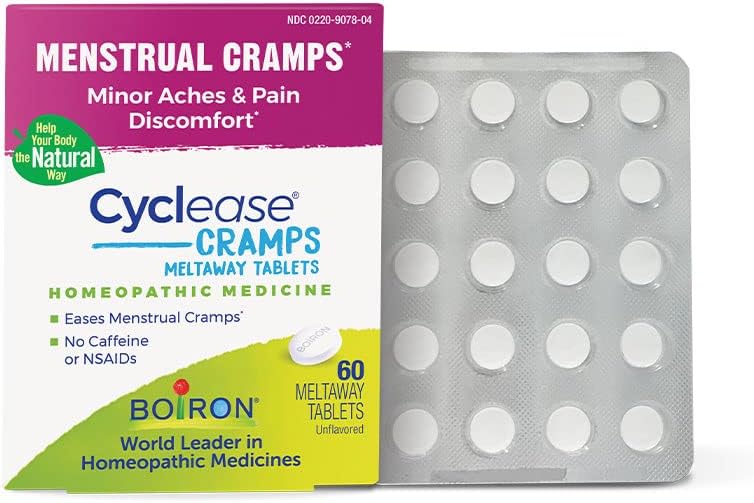 NDC 0220-9078-04
MENSTRUAL CRAMPS*
Minor Aches & Pain
Discomfort*
Help
Your Body
the Natural
Way
Cyclease®
CRAMPS
MELTAWAY TABLETS
HOMEOPATHIC MEDICINE
▪ Eases Menstrual Cramps*
▪ No Caffeine
or NSAIDs
BOIRON
60
MELTAWAY
TABLETS
Unflavored
BOIRON®
World Leader in
Homeopathic Medicines